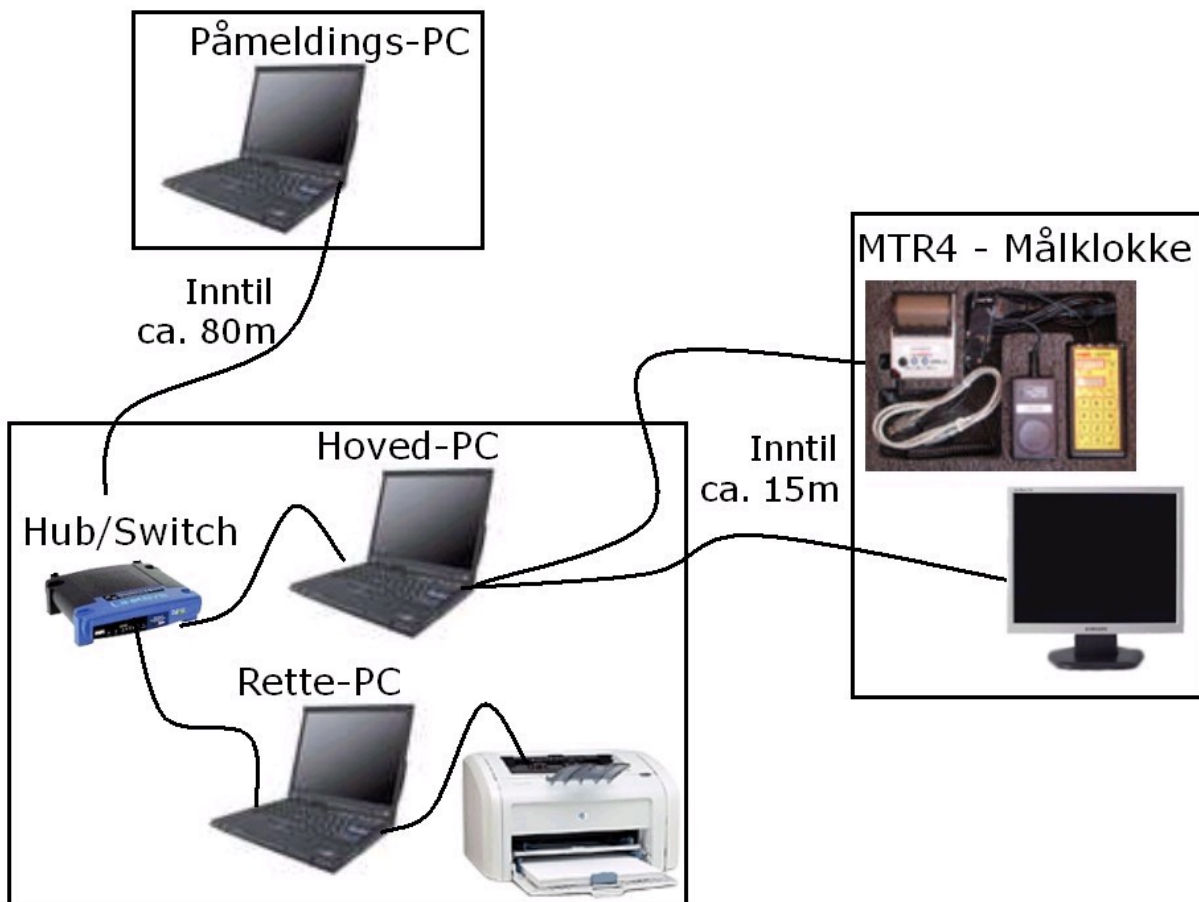 Påmeldings-PC
Inntil
ca. 80m
MTR4 - Målklokke
Hoved-PC
Inntil
ca. 15m
Hub/Switch
Rette-PC